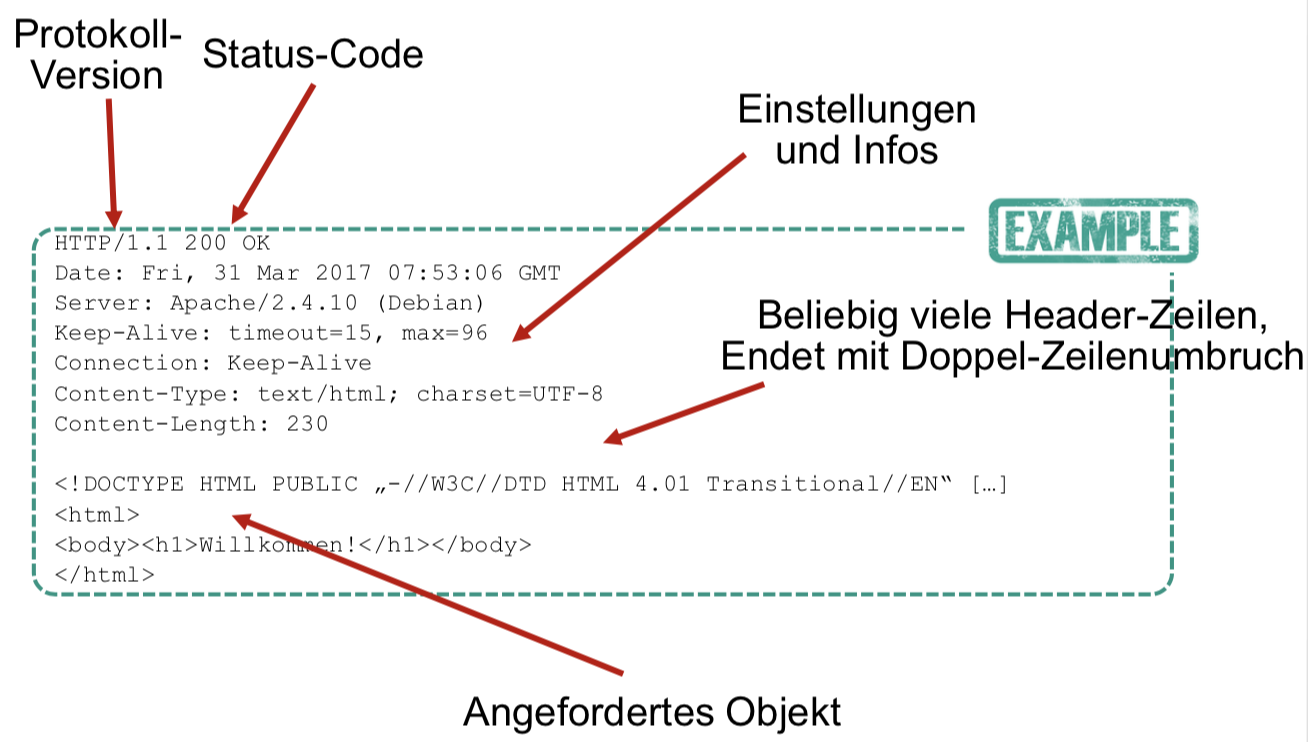 Protokoll-
Version
Status-Code
Einstellungen
und Infos
EXAMPLE
HTTP/1.1 200 OK
Date: Fri, 31 Mar 2017 07:53:06 GMT
Server: Apache/2.4.10 (Debian)
Keep-Alive: timeout=15, max=96
Connection: Keep-Alive
Content-Type: text/html; charset=UTF-8
Content-Length: 230
Beliebig viele Header-Zeilen,
Endet mit Doppel-Zeilenumbruch
<!DOCTYPE HTML PUBLIC „-//W3C//DTD HTML 4.01 Transitional//EN“ […]
<html>
<body><h1>Willkommen!</h1></body>
</html>
Angefordertes Objekt